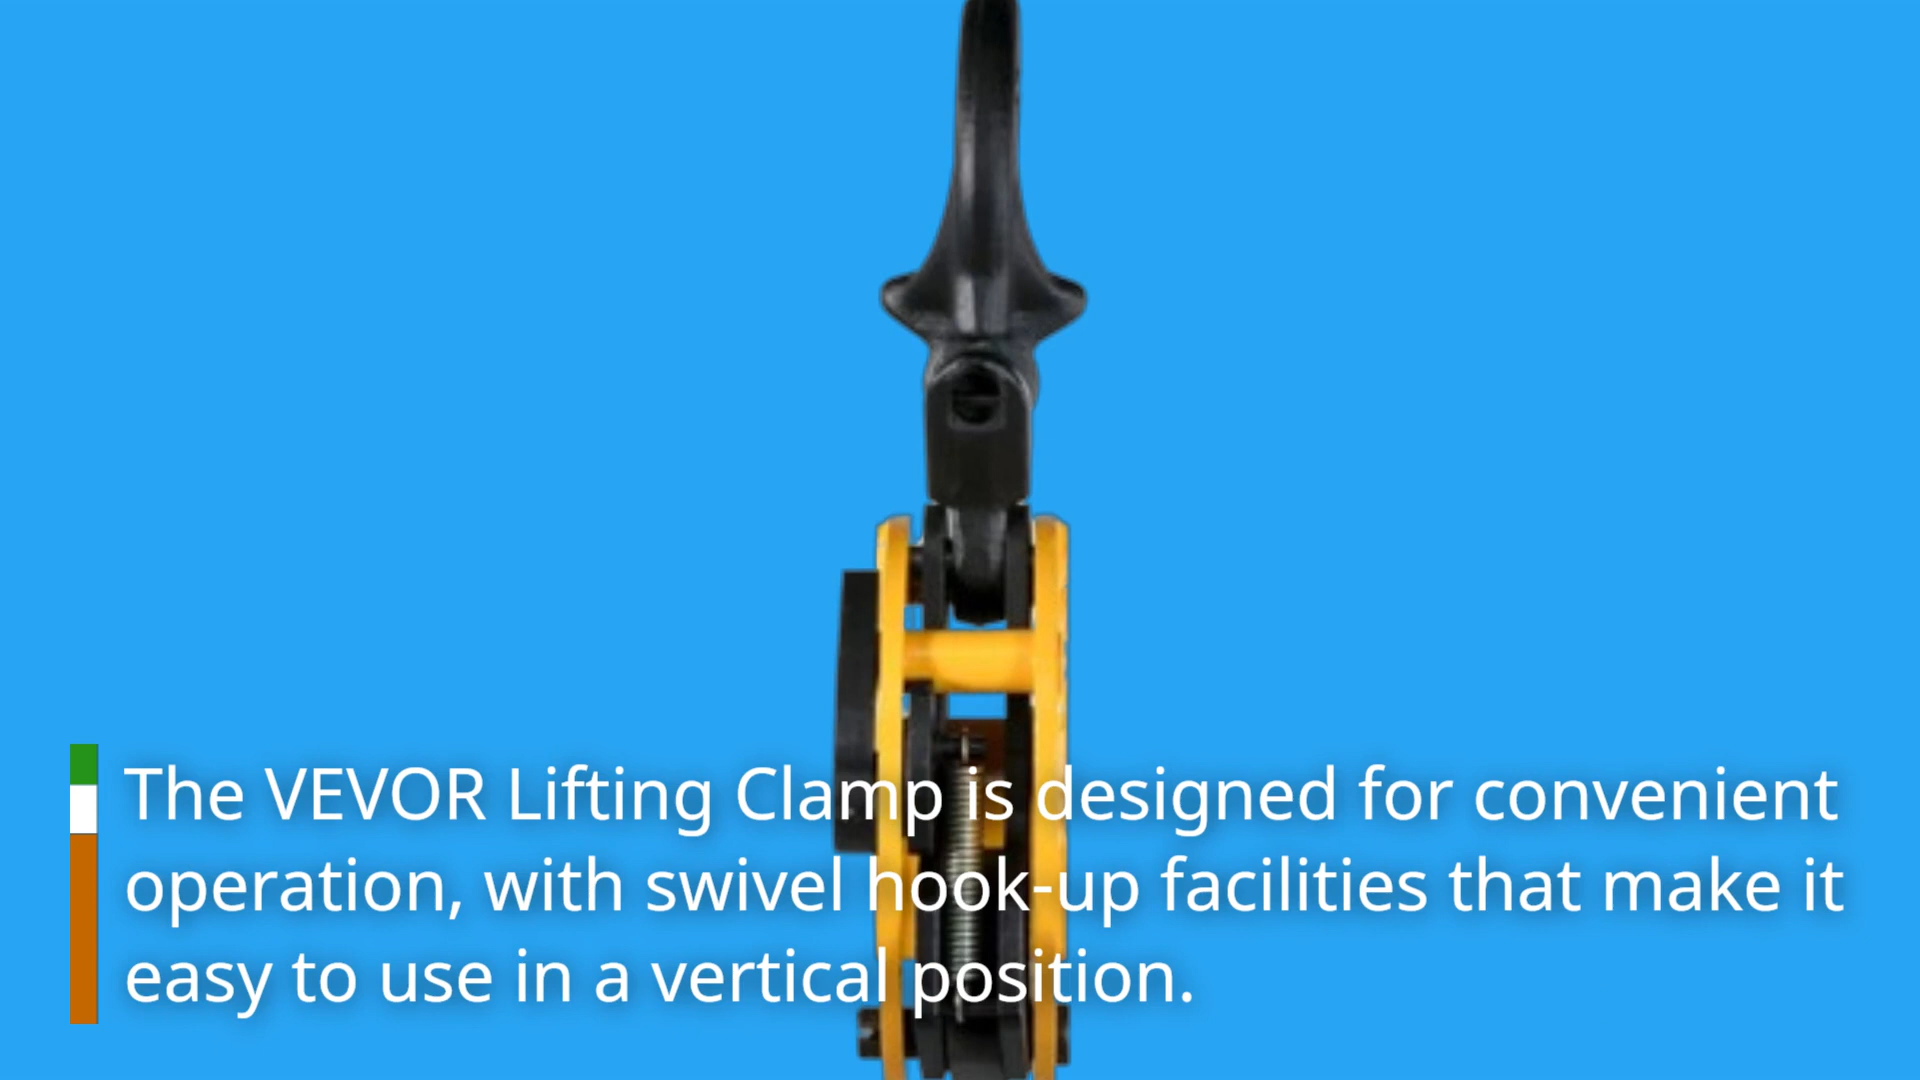 The VEVOR Lifting Clamp is designed for convenient
operation, with swivel hook-up facilities that make it
easy to use in a vertical position.